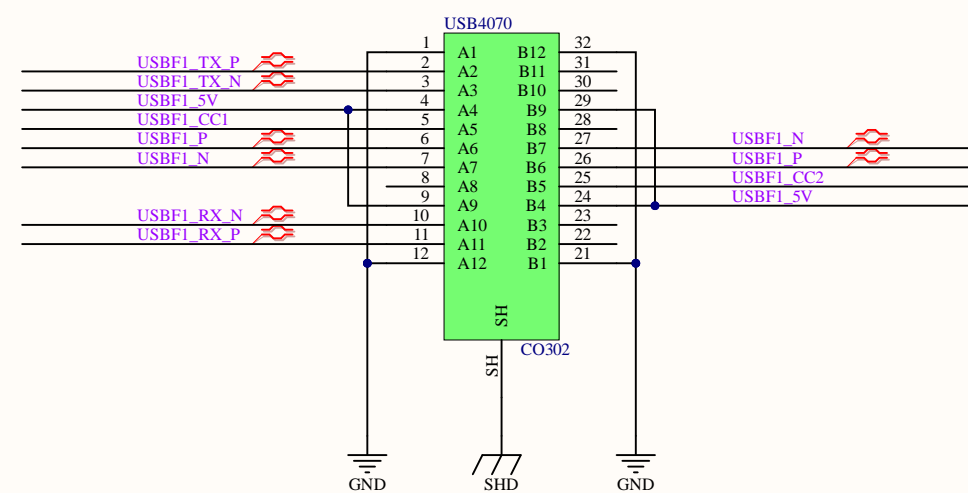 USB4070
1 A1 B12 32
USBF1_TX_P 2 A2 B11 31
USBF1_TX_N 3 A3 B10 30
USBF1_5V 4 A4 B9 29
USBF1_CC1 5 A5 B8 28
USBF1_P 6 A6 B7 27 USBF1_N
USBF1_N 7 A7 B6 26 USBF1_P
8 A8 B5 25 USBF1_CC2
9 A9 B4 24 USBF1_5V
USBF1_RX_N 10 A10 B3 23
USBF1_RX_P 11 A11 B2 22
12 A12 B1 21
SH
CO302
SH
GND SHD GND